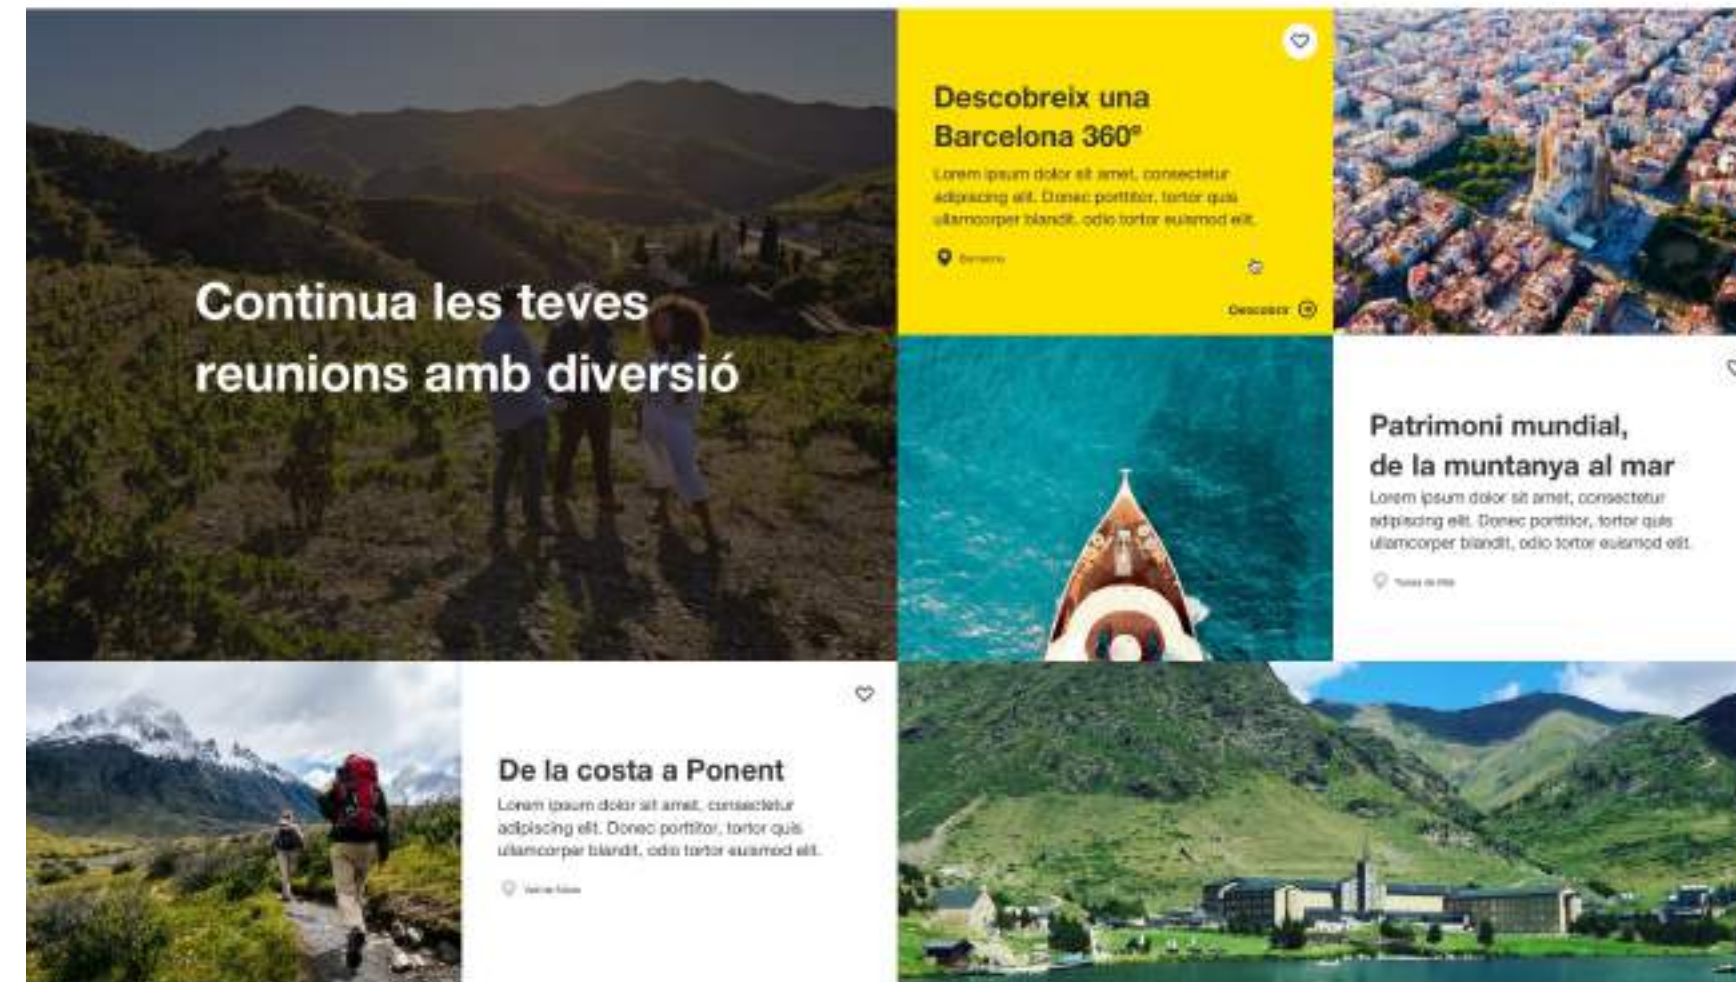 Continua les teves
reunions amb diversió
Descobreix una
Barcelona 360º
Lorem ipsum dolor sit amet, consectetur
adipiscing elit. Donec porttitor, tortor quis
ullamcorper blandit, odio tortor euismod elit.
Barcelona
Descobrir
Patrimoni mundial,
de la muntanya al mar
Lorem ipsum dolor sit amet, consectetur
adipiscing elit. Donec porttitor, tortor quis
ullamcorper blandit, odio tortor euismod elit.
De la costa a Ponent
Lorem ipsum dolor sit amet, consectetur
adipiscing elit. Donec porttitor, tortor quis
ullamcorper blandit, odio tortor euismod elit.